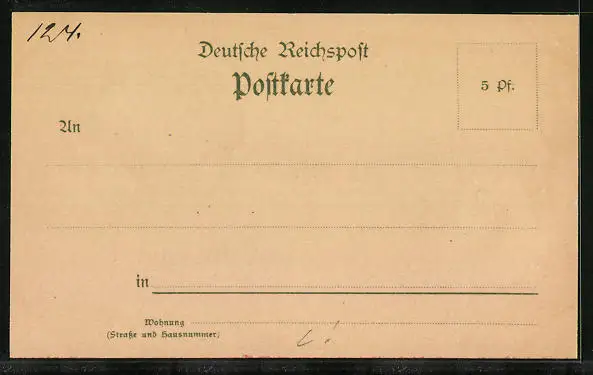 124.
Deutsche Reichspost
Postkarte
5 Pf.
An
in
Wohnung
(Straße und Hausnummer)